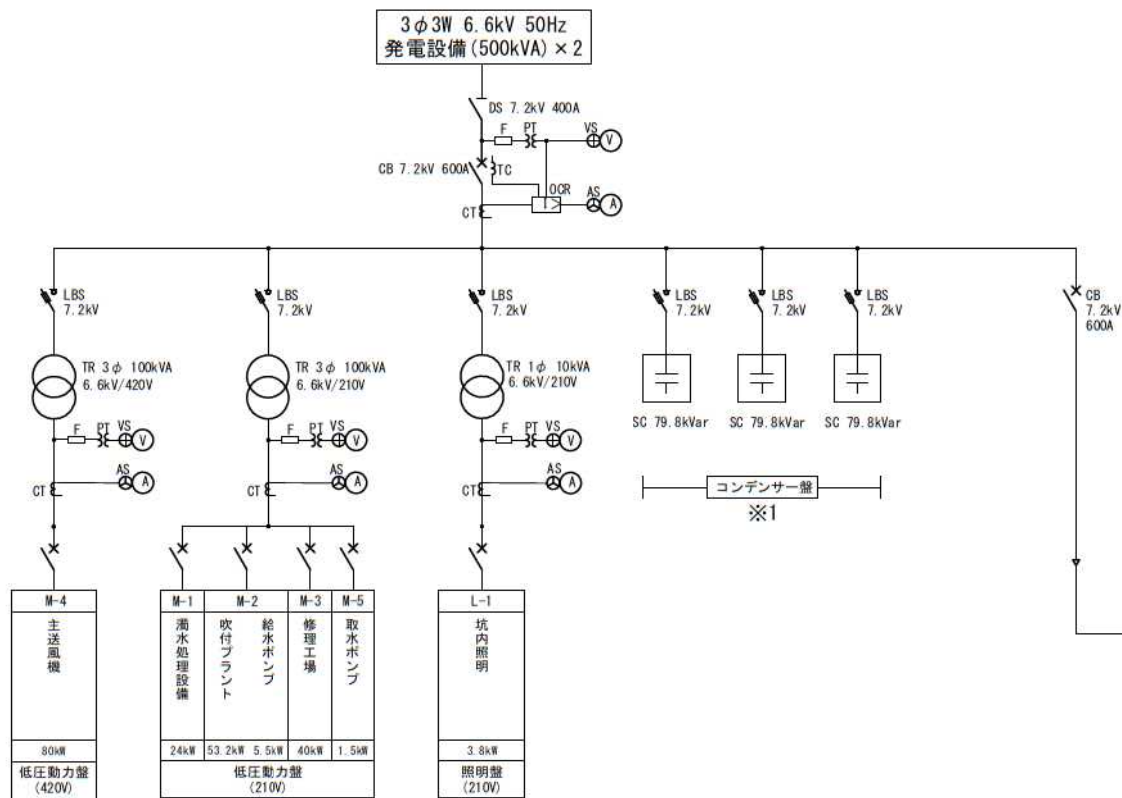 3φ3W 6.6kV 50Hz
発電設備(500kVA)×2
DS 7.2kV 400A
F
PT
VS
V
CB 7.2kV 600A
TC
OCR
I>
AS
A
CT
LBS
7.2kV
LBS
7.2kV
LBS
7.2kV
LBS
7.2kV
LBS
7.2kV
LBS
7.2kV
CB
7.2kV
600A
TR 3φ 100kVA
6.6kV/420V
TR 3φ 100kVA
6.6kV/210V
TR 1φ 10kVA
6.6kV/210V
SC 79.8kVar
SC 79.8kVar
SC 79.8kVar
F
PT
VS
V
F
PT
VS
V
F
PT
VS
V
CT
AS
A
CT
AS
A
CT
AS
A
コンデンサー盤
※1
M-4
主送風機
80kW
低圧動力盤
(420V)
M-1
M-2
M-3
M-5
濁水処理設備
吹付プラント
給水ポンプ
修理工場
取水ポンプ
24kW
53.2kW
5.5kW
40kW
1.5kW
低圧動力盤
(210V)
L-1
坑内照明
3.8kW
照明盤
(210V)